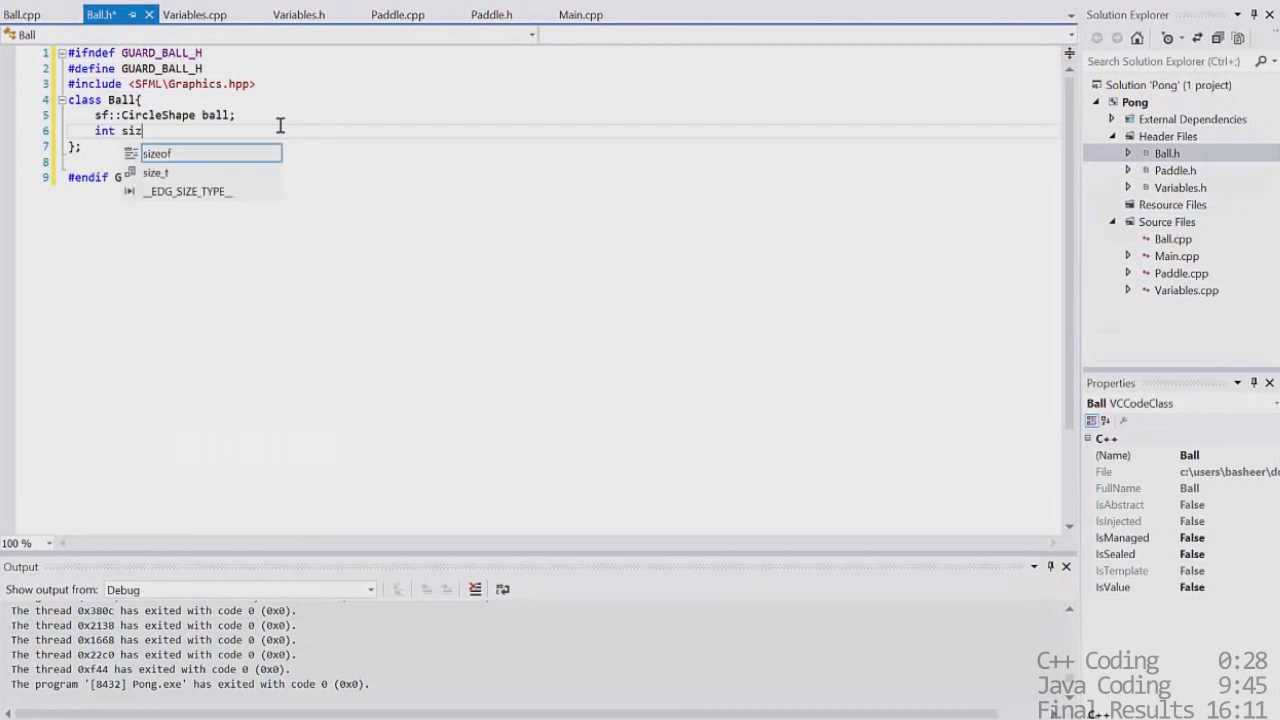 Ball.cpp Ball.h* Variables.cpp Variables.h Paddle.cpp Paddle.h Main.cpp
Ball
1 #ifndef GUARD_BALL_H
2 #define GUARD_BALL_H
3 #include <SFML\Graphics.hpp>
4 class Ball{
5 sf::CircleShape ball;
6 int siz
7 };
8
9 #endif G
sizeof
size_t
__EDG_SIZE_TYPE__
100 %
Output
Show output from: Debug
The thread 0x380c has exited with code 0 (0x0).
The thread 0x2138 has exited with code 0 (0x0).
The thread 0x1668 has exited with code 0 (0x0).
The thread 0x22c0 has exited with code 0 (0x0).
The thread 0xf44 has exited with code 0 (0x0).
The program '[8432] Pong.exe' has exited with code 0 (0x0).
Solution Explorer
Search Solution Explorer (Ctrl+;)
Solution 'Pong' (1 project)
Pong
External Dependencies
Header Files
Ball.h
Paddle.h
Variables.h
Resource Files
Source Files
Ball.cpp
Main.cpp
Paddle.cpp
Variables.cpp
Properties
Ball VCCodeClass
C++
(Name) Ball
File c:\users\basheer\do
FullName Ball
IsAbstract False
IsInjected False
IsManaged False
IsSealed False
IsTemplate False
IsValue False
C++ Coding 0:28
Java Coding 9:45
Final Results 16:11
C++